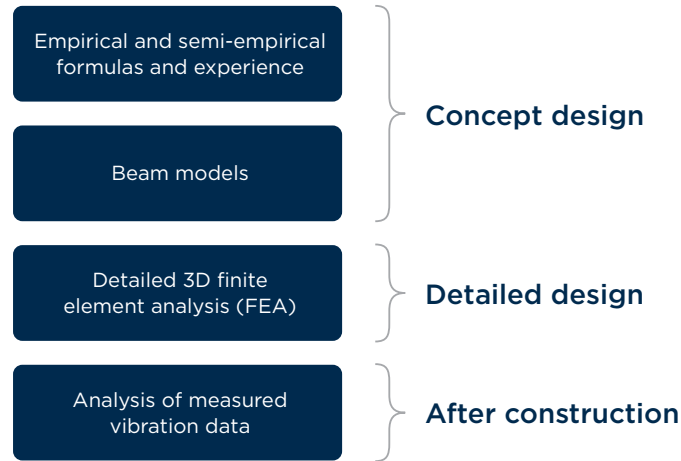 Empirical and semi-empirical
formulas and experience
Concept design
Beam models
Detailed 3D finite
element analysis (FEA)
Detailed design
Analysis of measured
vibration data
After construction